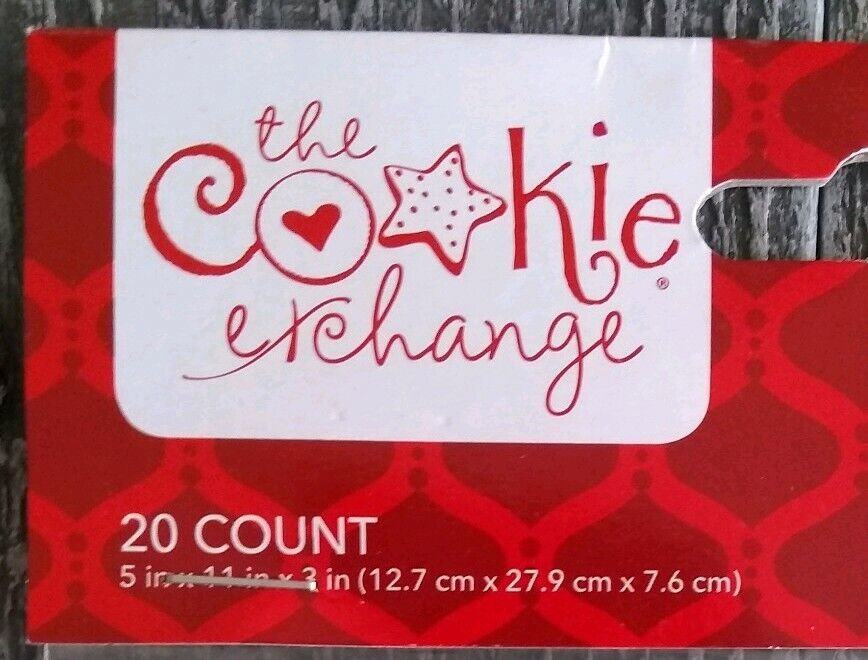 the
Cookie
exchange®
20 COUNT
5 in x 11 in x 3 in (12.7 cm x 27.9 cm x 7.6 cm)